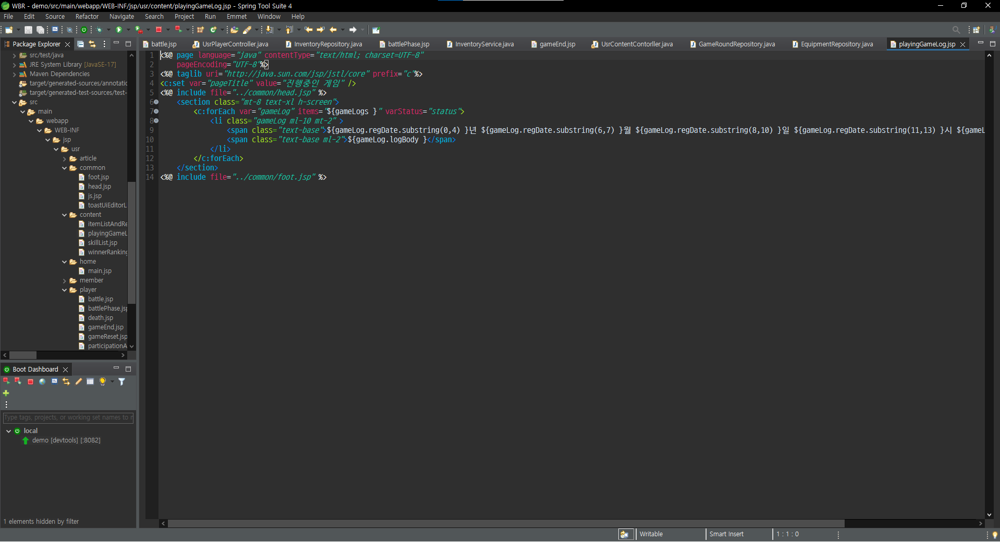 WBR - demo/src/main/webapp/WEB-INF/jsp/usr/content/playingGameLog.jsp - Spring Tool Suite 4
File Edit Source Refactor Navigate Search Project Run Emmet Window Help
Package Explorer
battle.jsp UsrPlayerController.java InventoryRepository.java battlePhase.jsp InventoryService.java gameEnd.jsp UsrContentContorller.java GameRoundRepository.java EquipmentRepository.java playingGameLog.jsp
src/test/java
JRE System Library [JavaSE-17]
Maven Dependencies
target/generated-sources/annotatic
target/generated-test-sources/test-
src
main
webapp
WEB-INF
jsp
usr
article
common
foot.jsp
head.jsp
js.jsp
toastUiEditorL
content
itemListAndRe
playingGameL
skillList.jsp
winnerRanking
home
main.jsp
member
player
battle.jsp
battlePhase.jsp
death.jsp
gameEnd.jsp
gameReset.jsp
participationA
1 <%@ page language="java" contentType="text/html; charset=UTF-8"
2 pageEncoding="UTF-8"%>
3 <%@ taglib uri="http://java.sun.com/jsp/jstl/core" prefix="c"%>
4 <c:set var="pageTitle" value="진행중인 게임" />
5 <%@ include file="../common/head.jsp" %>
6 <section class="mt-8 text-xl h-screen">
7 <c:forEach var="gameLog" items="${gameLogs }" varStatus="status">
8 <li class="gameLog ml-10 mt-2" >
9 <span class="text-base">${gameLog.regDate.substring(0,4) }년 ${gameLog.regDate.substring(6,7) }월 ${gameLog.regDate.substring(8,10) }일 ${gameLog.regDate.substring(11,13) }시 ${gameL
10 <span class="text-base ml-2">${gameLog.logBody }</span>
11 </li>
12 </c:forEach>
13 </section>
14 <%@ include file="../common/foot.jsp" %>
Boot Dashboard
Type tags, projects, or working set names to r
local
demo [devtools] [:8082]
1 elements hidden by filter
Writable Smart Insert 1 : 1 : 0